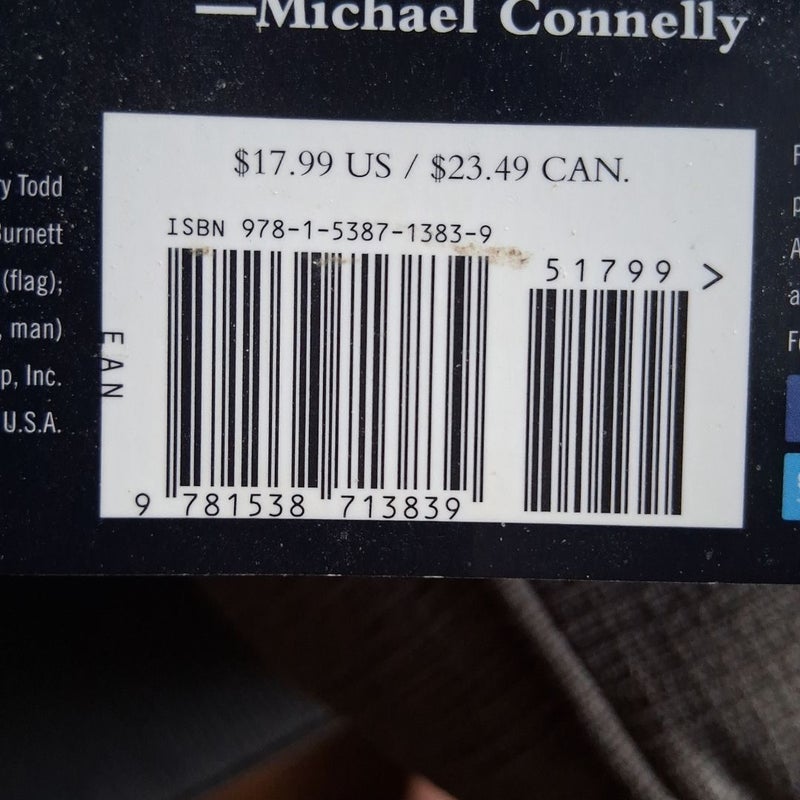 —Michael Connelly
$17.99 US / $23.49 CAN.
ISBN 978-1-5387-1383-9
51799 >
EAN
9 781538 713839
y Todd
Burnett
(flag);
, man)
p, Inc.
U.S.A.